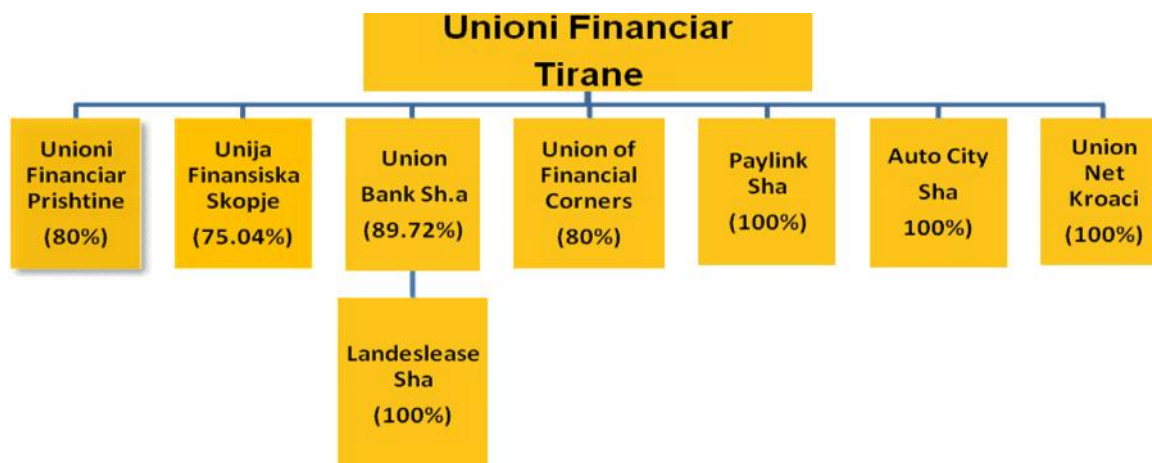 Unioni Financiar
Tirane
Unioni
Financiar
Prishtine
(80%)
Unija
Finansiska
Skopje
(75.04%)
Union
Bank Sh.a
(89.72%)
Union of
Financial
Corners
(80%)
Paylink
Sha
(100%)
Auto City
Sha
100%)
Union
Net
Kroaci
(100%)
Landeslease
Sha
(100%)